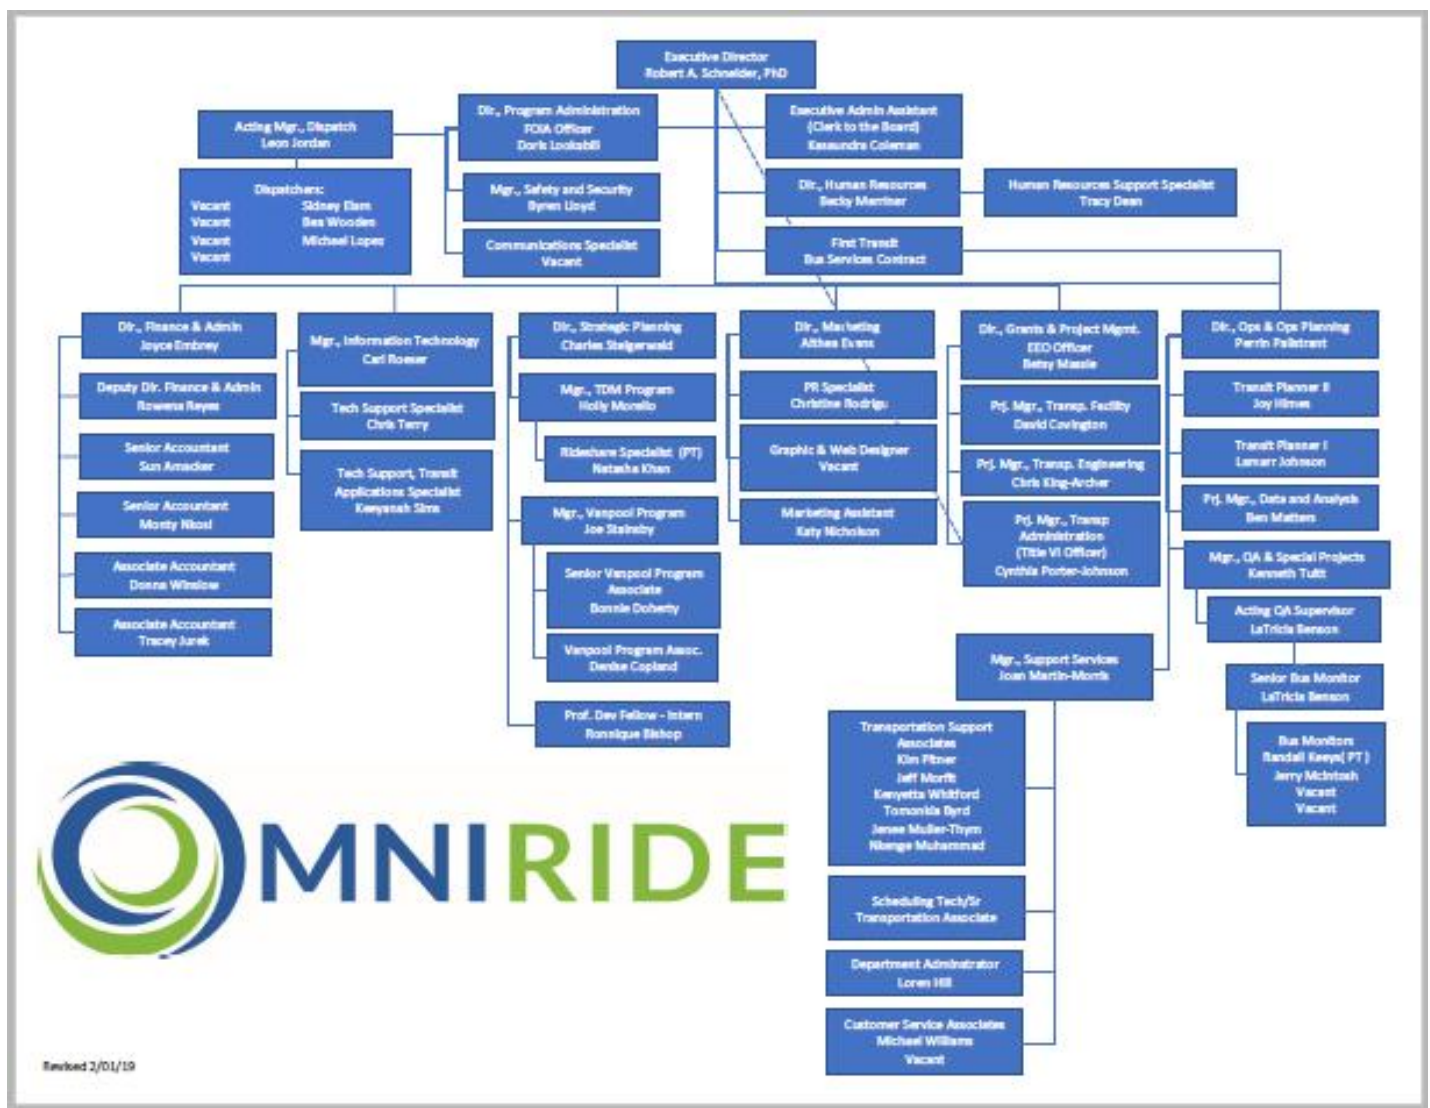 Executive Director
Robert A. Schneider, PhD
Dir., Program Administration
FOIA Officer
Doris Lookabill
Executive Admin Assistant
(Clerk to the Board)
Kasaundra Coleman
Acting Mgr., Dispatch
Leon Jordan
Dispatchers:
Vacant Sidney Elam
Vacant Bea Wooden
Vacant Michael Lopes
Vacant
Mgr., Safety and Security
Byren Lloyd
Communications Specialist
Vacant
Dir., Human Resources
Becky Merriner
Human Resources Support Specialist
Tracy Dean
First Transit
Bus Services Contract
Dir., Finance & Admin
Joyce Embrey
Deputy Dir. Finance & Admin
Rowena Reyes
Senior Accountant
Sun Amacker
Senior Accountant
Monty Nkosi
Associate Accountant
Donna Winslow
Associate Accountant
Tracey Jurek
Mgr., Information Technology
Carl Roeser
Tech Support Specialist
Chris Terry
Tech Support, Transit
Applications Specialist
Keeyanah Sims
Dir., Strategic Planning
Charles Steigerwald
Mgr., TDM Program
Holly Morello
Rideshare Specialist (PT)
Natasha Khan
Mgr., Vanpool Program
Joe Stainsby
Senior Vanpool Program
Associate
Bonnie Doherty
Vanpool Program Assoc.
Denise Copland
Prof. Dev Fellow - Intern
Ronnique Bishop
Dir., Marketing
Althea Evans
PR Specialist
Christine Rodrigu
Graphic & Web Designer
Vacant
Marketing Assistant
Katy Nicholson
Dir., Grants & Project Mgmt.
EEO Officer
Betsy Massie
Prj. Mgr., Transp. Facility
David Covington
Prj. Mgr., Transp. Engineering
Chris King-Archer
Prj. Mgr., Transp
Administration
(Title VI Officer)
Cynthia Porter-Johnson
Dir., Ops & Ops Planning
Perrin Palistrant
Transit Planner II
Joy Himes
Transit Planner I
Lamarr Johnson
Prj. Mgr., Data and Analysis
Ben Matters
Mgr., QA & Special Projects
Kenneth Tuitt
Acting QA Supervisor
LaTricia Benson
Senior Bus Monitor
LaTricia Benson
Bus Monitors
Randall Keeys( PT )
Jerry McIntosh
Vacant
Vacant
Mgr., Support Services
Joan Martin-Morris
Transportation Support
Associates
Kim Pitner
Jeff Morfit
Kenyetta Whitford
Tomonkia Byrd
Jenee Muller-Thym
Nkenge Muhammad
Scheduling Tech/Sr
Transportation Associate
Department Adminatrator
Loren Hill
Customer Service Associates
Michael Williams
Vacant
OMNIRIDE
Revised 2/01/19